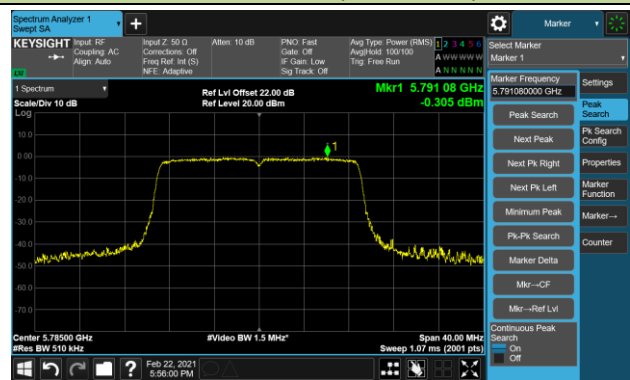 Spectrum Analyzer 1
Swept SA
Marker
KEYSIGHT
Input: RF
Coupling: AC
Align: Auto
Input Z: 50 Ω
Corrections: Off
Freq Ref: Int (S)
NFE: Adaptive
Atten: 10 dB
PNO: Fast
Gate: Off
IF Gain: Low
Sig Track: Off
Avg Type: Power (RMS)
Avg|Hold: 100/100
Trig: Free Run
1 2 3 4 5 6
A W W W W W
A N N N N N
LXI
Select Marker
Marker 1
1 Spectrum
Scale/Div 10 dB
Ref Lvl Offset 22.00 dB
Ref Level 20.00 dBm
Mkr1 5.791 08 GHz
-0.305 dBm
Log
10.0
0.00
-10.0
-20.0
-30.0
-40.0
-50.0
-60.0
-70.0
1
Center 5.78500 GHz
#Res BW 510 kHz
#Video BW 1.5 MHz*
Span 40.00 MHz
Sweep 1.07 ms (2001 pts)
Marker Frequency
5.791080000 GHz
Peak Search
Next Peak
Next Pk Right
Next Pk Left
Minimum Peak
Pk-Pk Search
Marker Delta
Mkr→CF
Mkr→Ref Lvl
Continuous Peak
Search
On
Off
Settings
Peak
Search
Pk Search
Config
Properties
Marker
Function
Marker→
Counter
Feb 22, 2021
5:56:00 PM